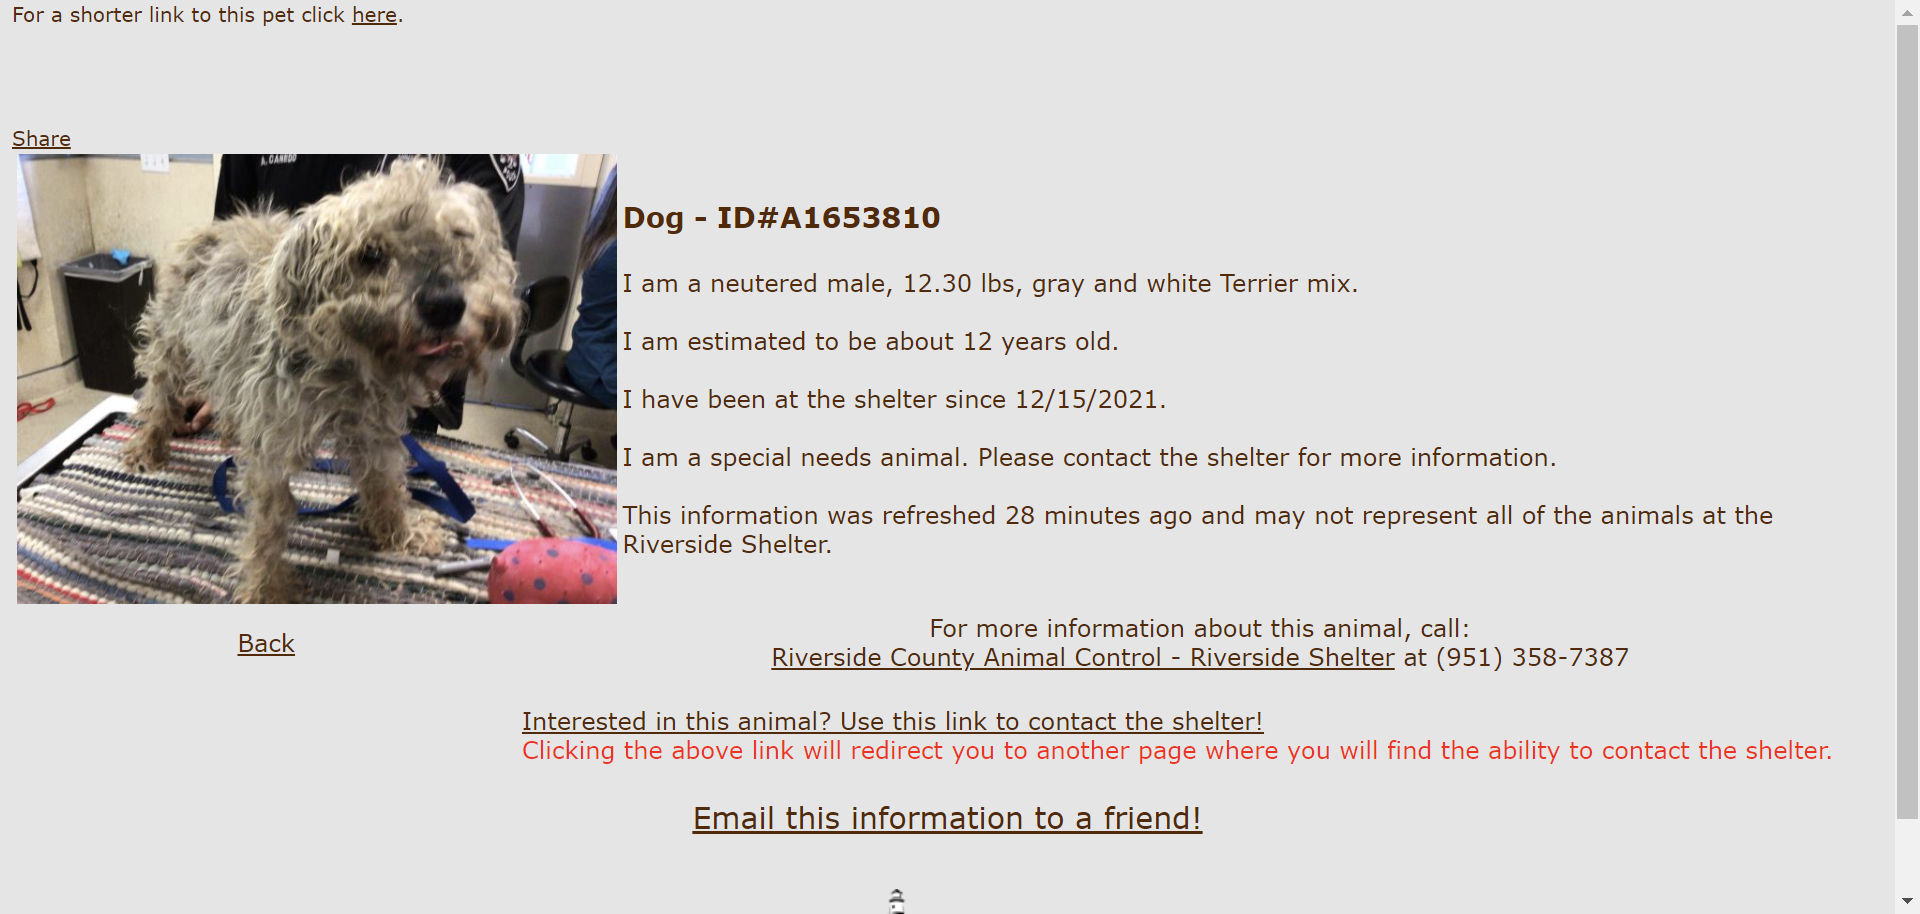 For a shorter link to this pet click here.
Share
A. CANEDO
Dog - ID#A1653810
I am a neutered male, 12.30 lbs, gray and white Terrier mix.
I am estimated to be about 12 years old.
I have been at the shelter since 12/15/2021.
I am a special needs animal. Please contact the shelter for more information.
This information was refreshed 28 minutes ago and may not represent all of the animals at the
Riverside Shelter.
Back
For more information about this animal, call:
Riverside County Animal Control - Riverside Shelter at (951) 358-7387
Interested in this animal? Use this link to contact the shelter!
Clicking the above link will redirect you to another page where you will find the ability to contact the shelter.
Email this information to a friend!